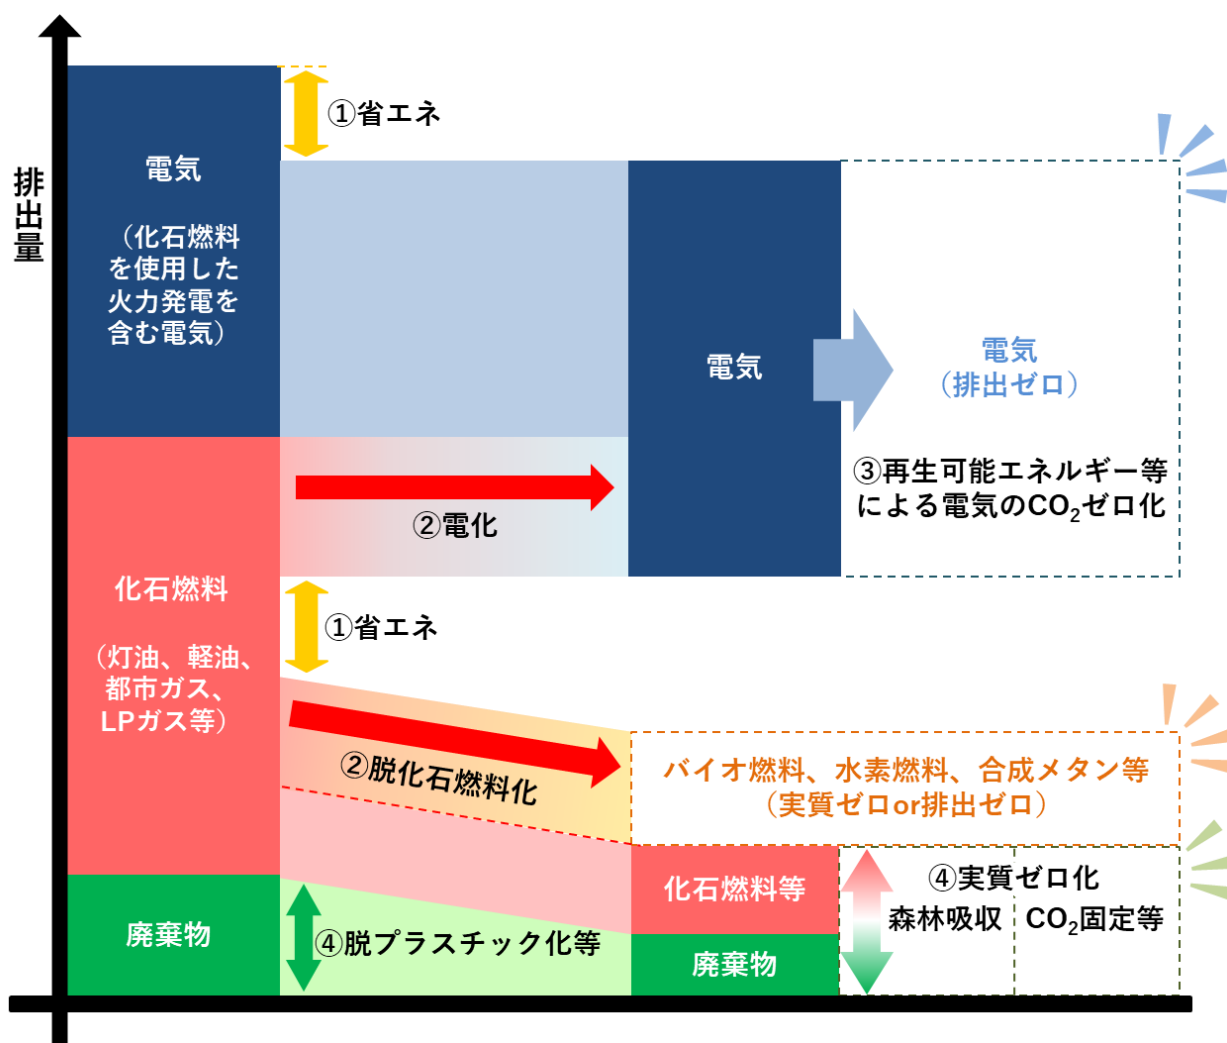 排出量
電気
（化石燃料
を使用した
火力発電を
含む電気）
①省エネ
電気
電気
（排出ゼロ）
③再生可能エネルギー等
による電気のCO₂ゼロ化
②電化
化石燃料
（灯油、軽油、
都市ガス、
LPガス等）
①省エネ
②脱化石燃料化
バイオ燃料、水素燃料、合成メタン等
（実質ゼロor排出ゼロ）
廃棄物
④脱プラスチック化等
化石燃料等
廃棄物
④実質ゼロ化
森林吸収
CO₂固定等